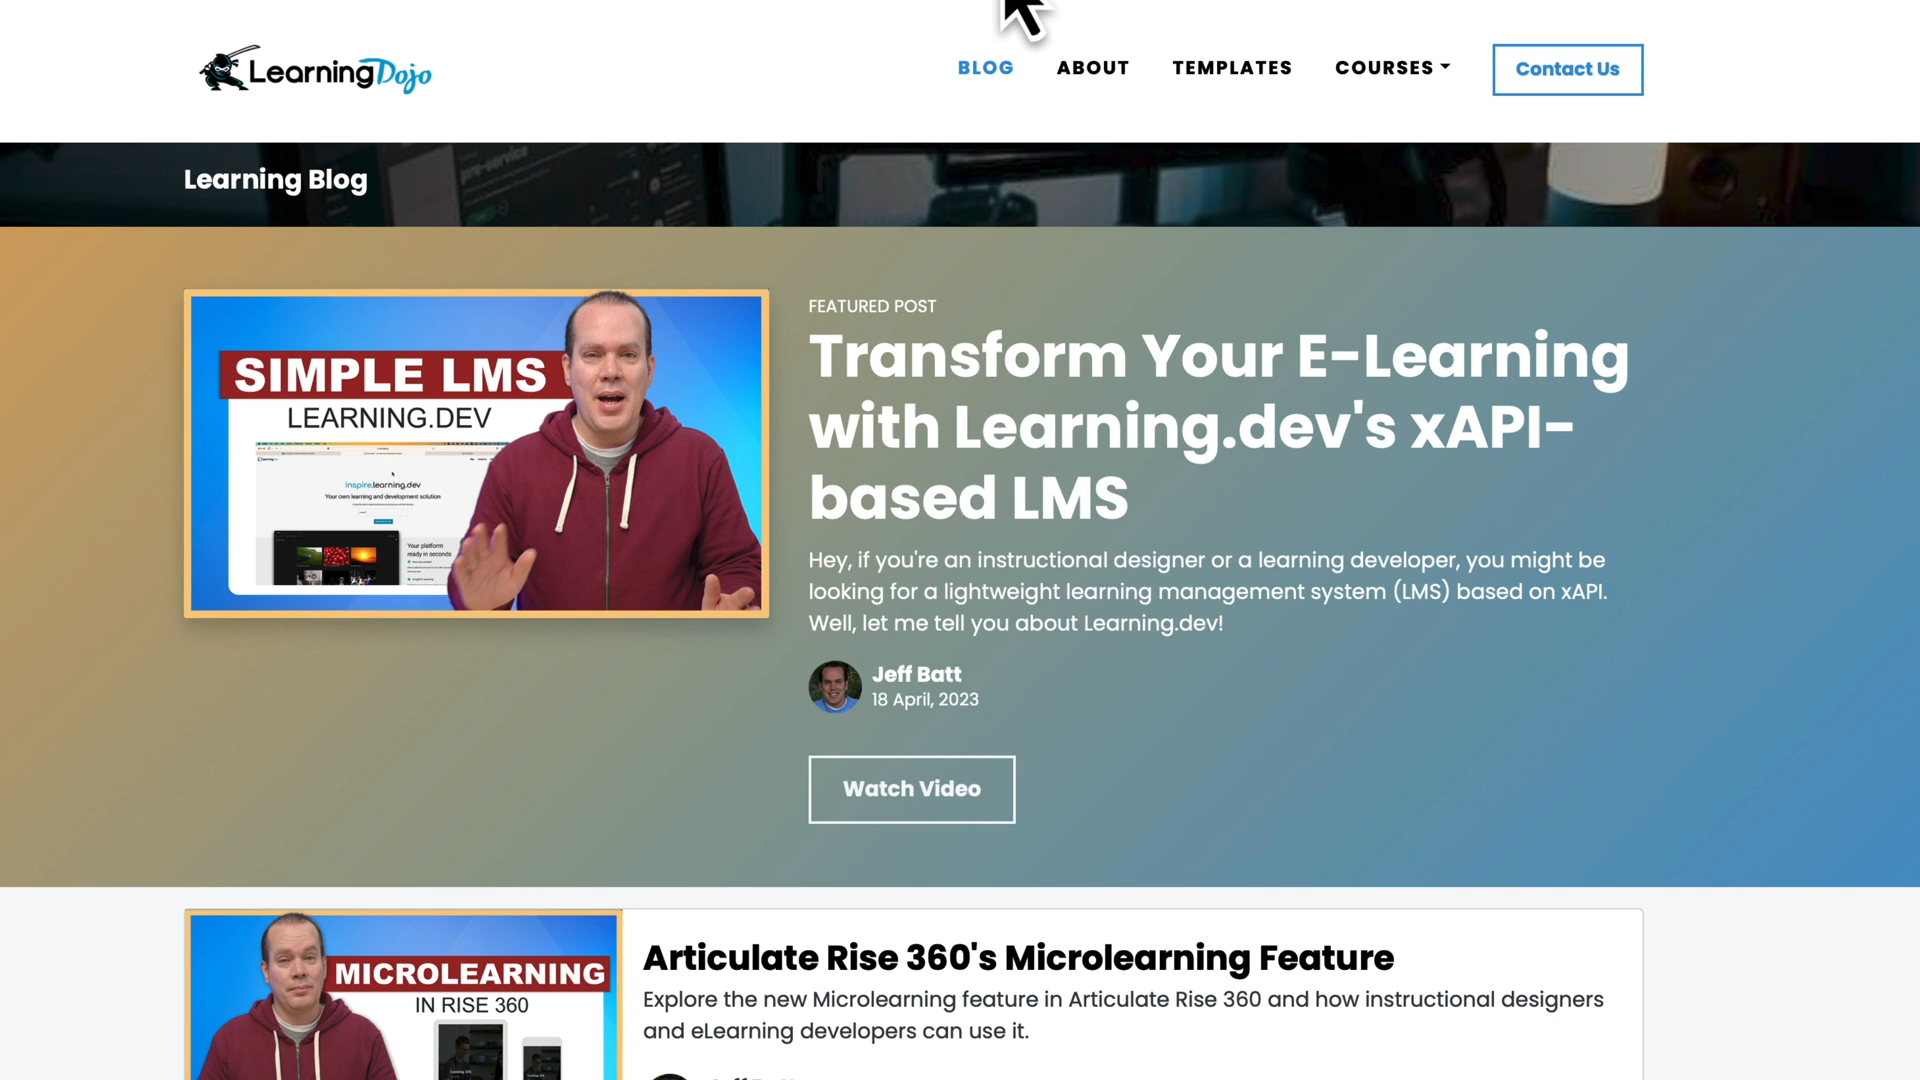 LearningDojo
BLOG
ABOUT
TEMPLATES
COURSES
Contact Us
Learning Blog
SIMPLE LMS
LEARNING.DEV
inspire.learning.dev
Your own learning and development solution
Your platform
ready in seconds
FEATURED POST
Transform Your E-Learning
with Learning.dev's xAPI-
based LMS
Hey, if you're an instructional designer or a learning developer, you might be
looking for a lightweight learning management system (LMS) based on xAPI.
Well, let me tell you about Learning.dev!
Jeff Batt
18 April, 2023
Watch Video
MICROLEARNING
IN RISE 360
Articulate Rise 360's Microlearning Feature
Explore the new Microlearning feature in Articulate Rise 360 and how instructional designers
and eLearning developers can use it.